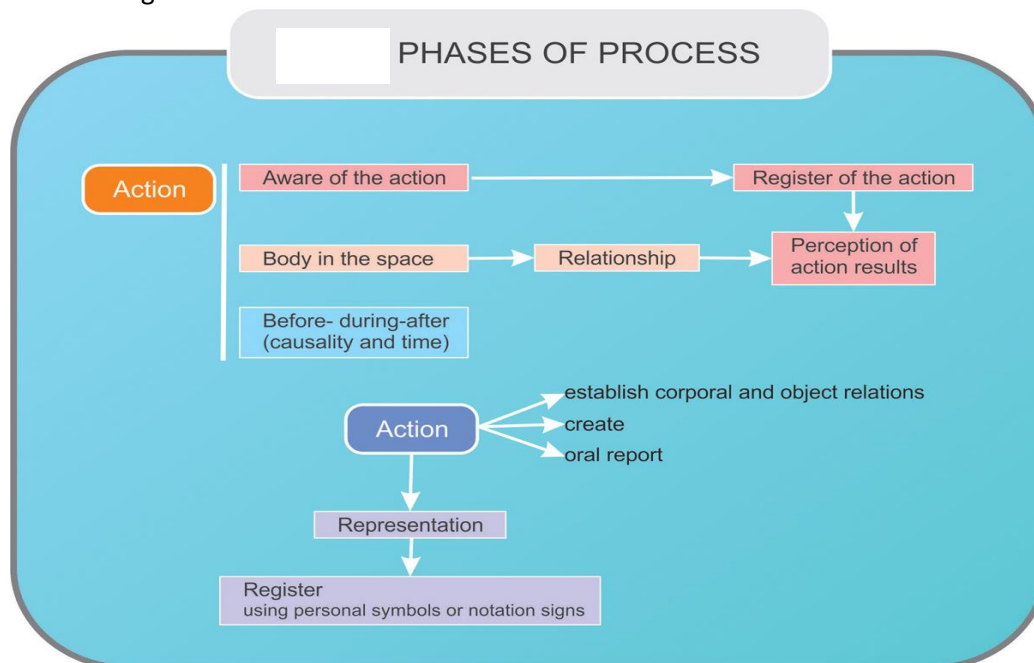 PHASES OF PROCESS
Action
Aware of the action
Register of the action
Body in the space
Relationship
Perception of
action results
Before- during-after
(causality and time)
Action
establish corporal and object relations
create
oral report
Representation
Register
using personal symbols or notation signs